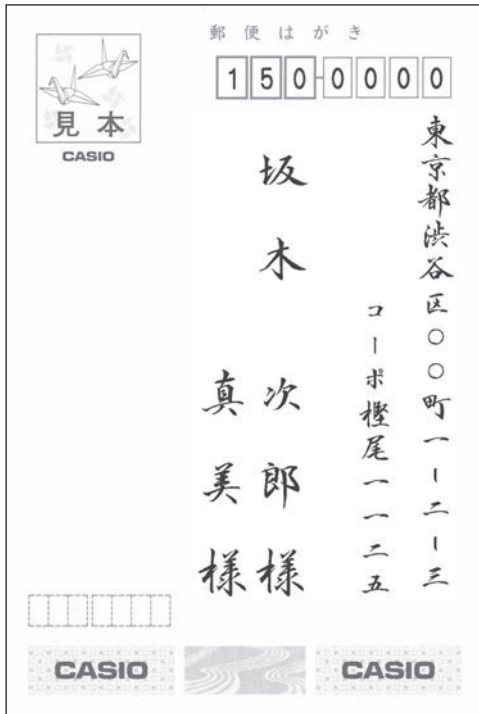 郵便はがき
150-0000
見本
CASIO
東京都渋谷区○○町一ー二ー三
コーポ樫尾一一二五
坂木 次郎様
真美様
CASIO
CASIO